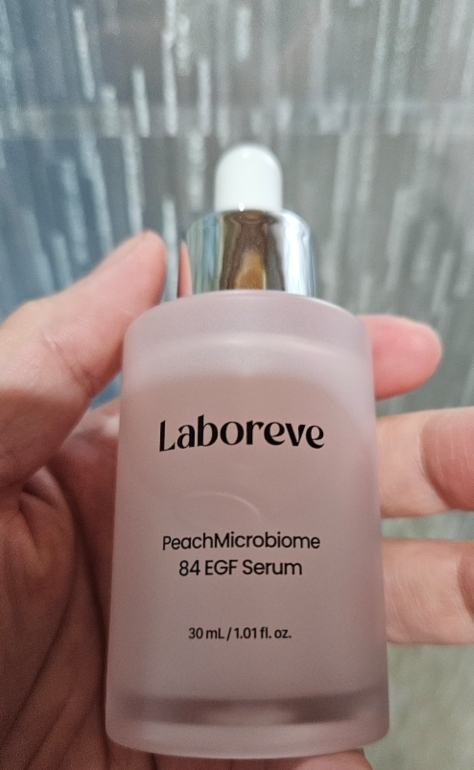 Laboreve
PeachMicrobiome
84 EGF Serum
30 mL / 1.01 fl. oz.